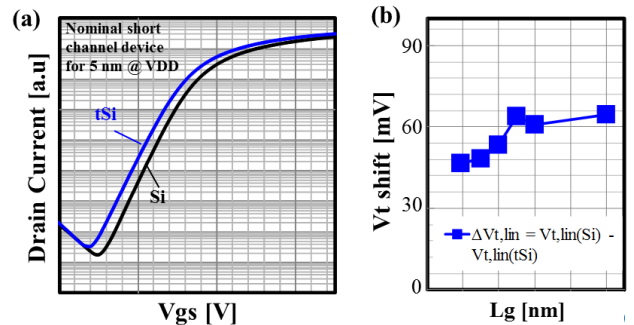 (a)
Nominal short
channel device
for 5 nm @ VDD
tSi
Si
Drain Current [a.u]
Vgs [V]
(b)
90
60
30
0
Vt shift [mV]
ΔVt,lin = Vt,lin(Si) -
Vt,lin(tSi)
Lg [nm]